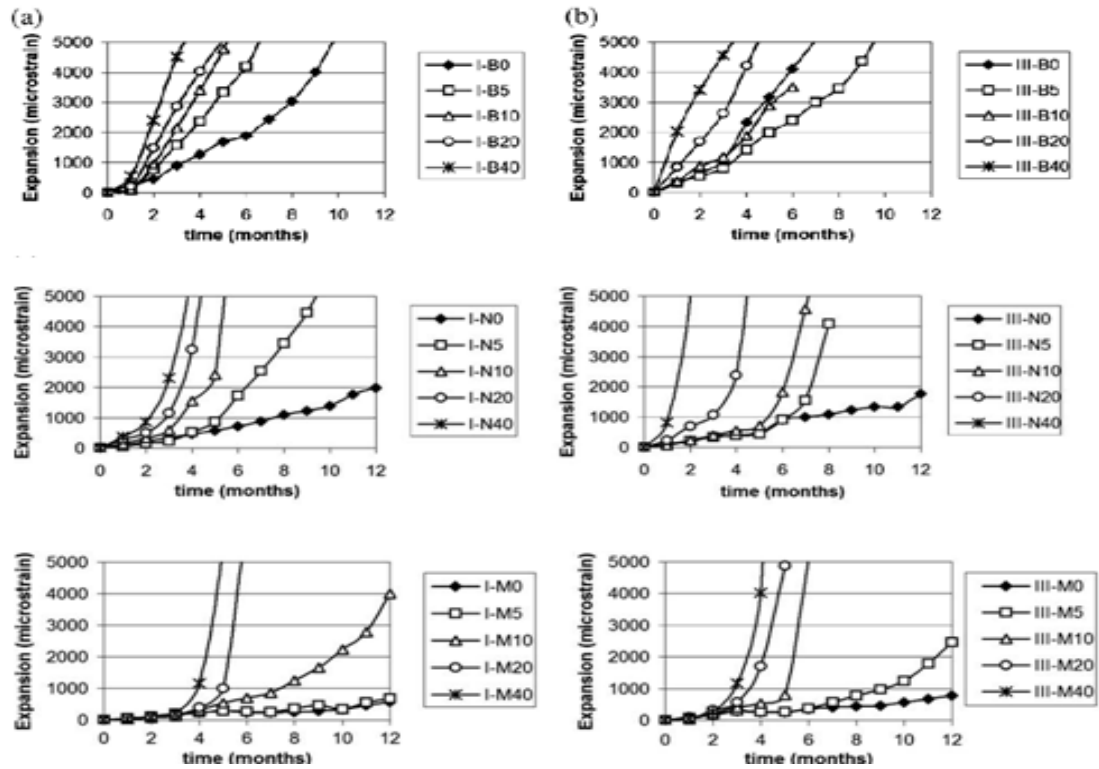 (a)
5000
4000
3000
2000
1000
0
Expansion (microstrain)
0 2 4 6 8 10 12
time (months)
I-B0
I-B5
I-B10
I-B20
I-B40
(b)
5000
4000
3000
2000
1000
0
Expansion (microstrain)
0 2 4 6 8 10 12
time (months)
III-B0
III-B5
III-B10
III-B20
III-B40
5000
4000
3000
2000
1000
0
Expansion (microstrain)
0 2 4 6 8 10 12
time (months)
I-N0
I-N5
I-N10
I-N20
I-N40
5000
4000
3000
2000
1000
0
Expansion (microstrain)
0 2 4 6 8 10 12
time (months)
III-N0
III-N5
III-N10
III-N20
III-N40
5000
4000
3000
2000
1000
0
Expansion (microstrain)
0 2 4 6 8 10 12
time (months)
I-M0
I-M5
I-M10
I-M20
I-M40
5000
4000
3000
2000
1000
0
Expansion (microstrain)
0 2 4 6 8 10 12
time (months)
III-M0
III-M5
III-M10
III-M20
III-M40